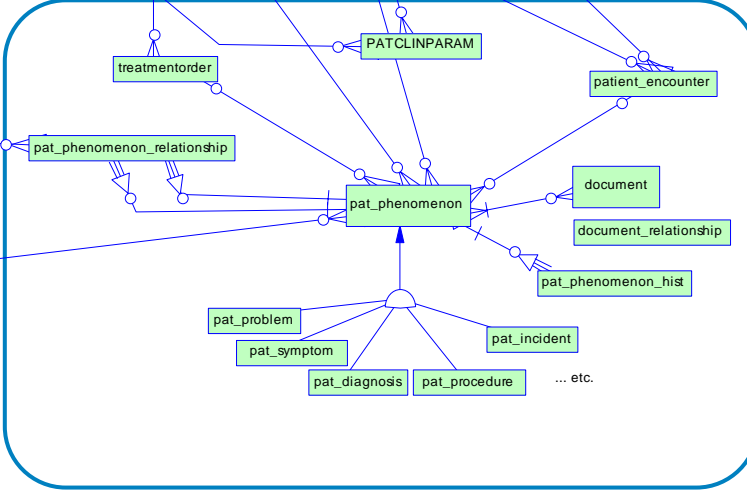 PATCLINPARAM
treatmentorder
patient_encounter
pat_phenomenon_relationship
document
pat_phenomenon
document_relationship
pat_phenomenon_hist
pat_problem
pat_incident
pat_symptom
pat_diagnosis
pat_procedure
... etc.